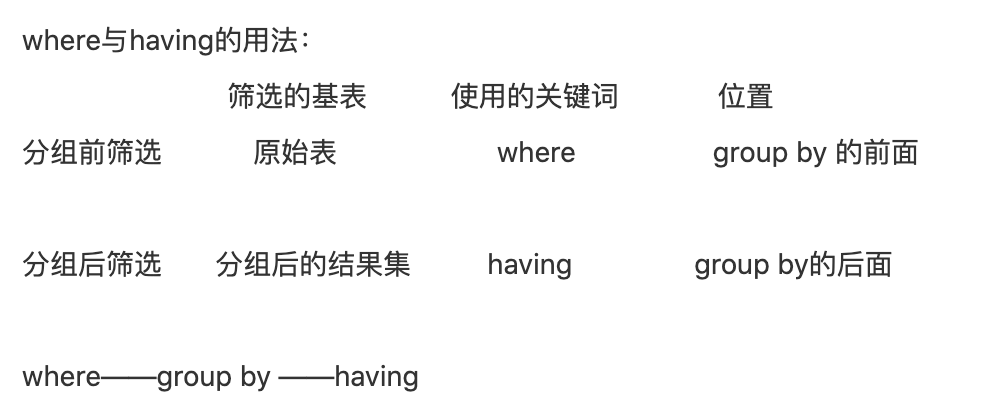 where与having的用法：
筛选的基表 使用的关键词 位置
分组前筛选 原始表 where group by 的前面
分组后筛选 分组后的结果集 having group by的后面
where——group by ——having